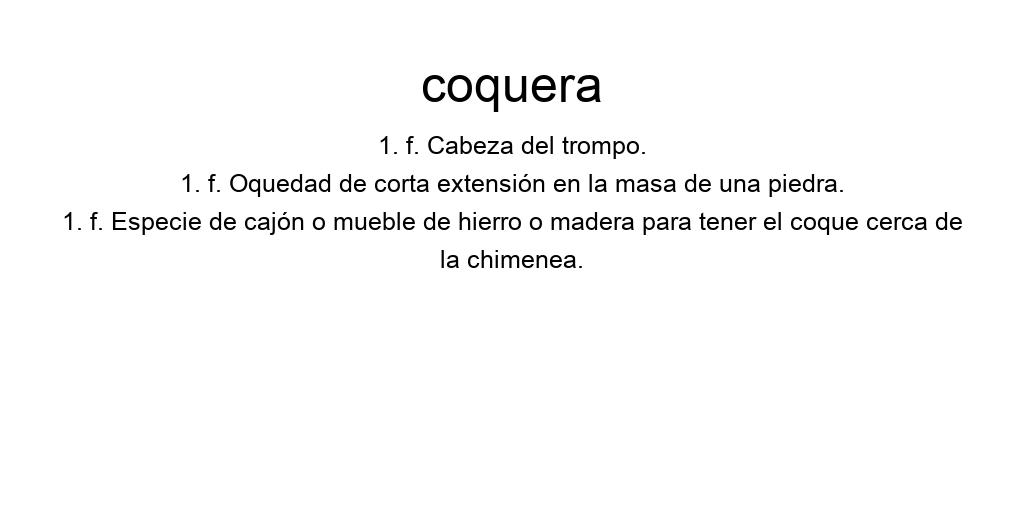 coquera
1. f. Cabeza del trompo.
1. f. Oquedad de corta extensión en la masa de una piedra.
1. f. Especie de cajón o mueble de hierro o madera para tener el coque cerca de
la chimenea.